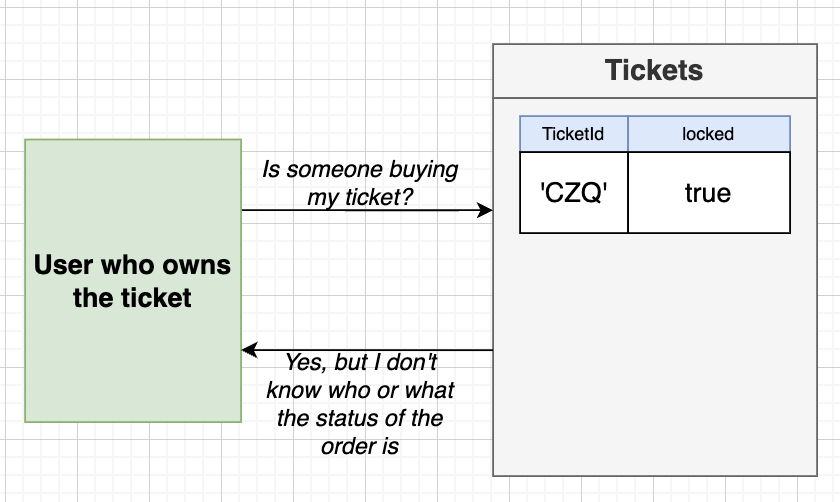 Tickets
TicketId
locked
'CZQ'
true
Is someone buying
my ticket?
User who owns
the ticket
Yes, but I don't
know who or what
the status of the
order is